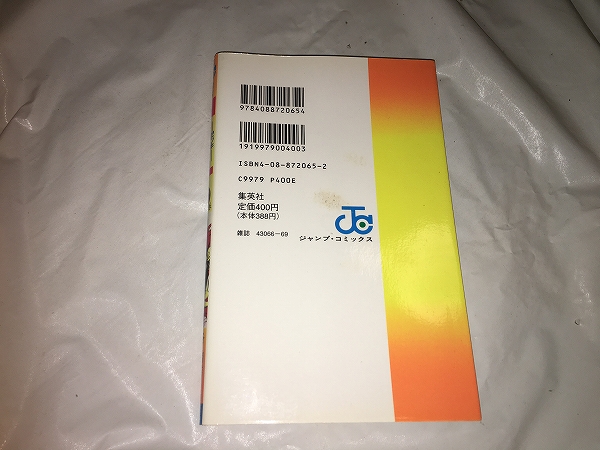 9784088720654
1919979004003
ISBN4-08-872065-2
C9979 P400E
集英社
定価400円
(本体388円)
雑誌 43066-69
JC
ジャンプ・コミックス